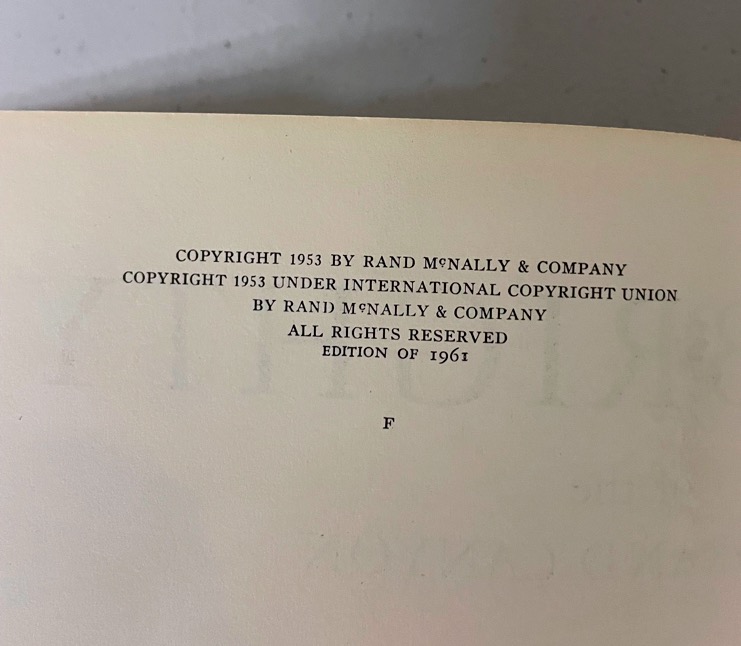 COPYRIGHT 1953 BY RAND McNALLY & COMPANY
COPYRIGHT 1953 UNDER INTERNATIONAL COPYRIGHT UNION
BY RAND McNALLY & COMPANY
ALL RIGHTS RESERVED
EDITION OF 1961
F